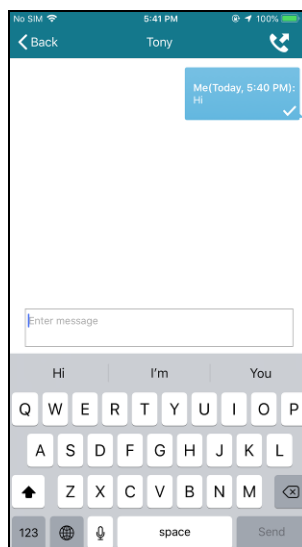 No SIM 5:41 PM 100%
Back Tony
Me(Today, 5:40 PM):
Hi
Enter message
Hi I'm You
Q W E R T Y U I O P
A S D F G H J K L
Z X C V B N M
123 space Send